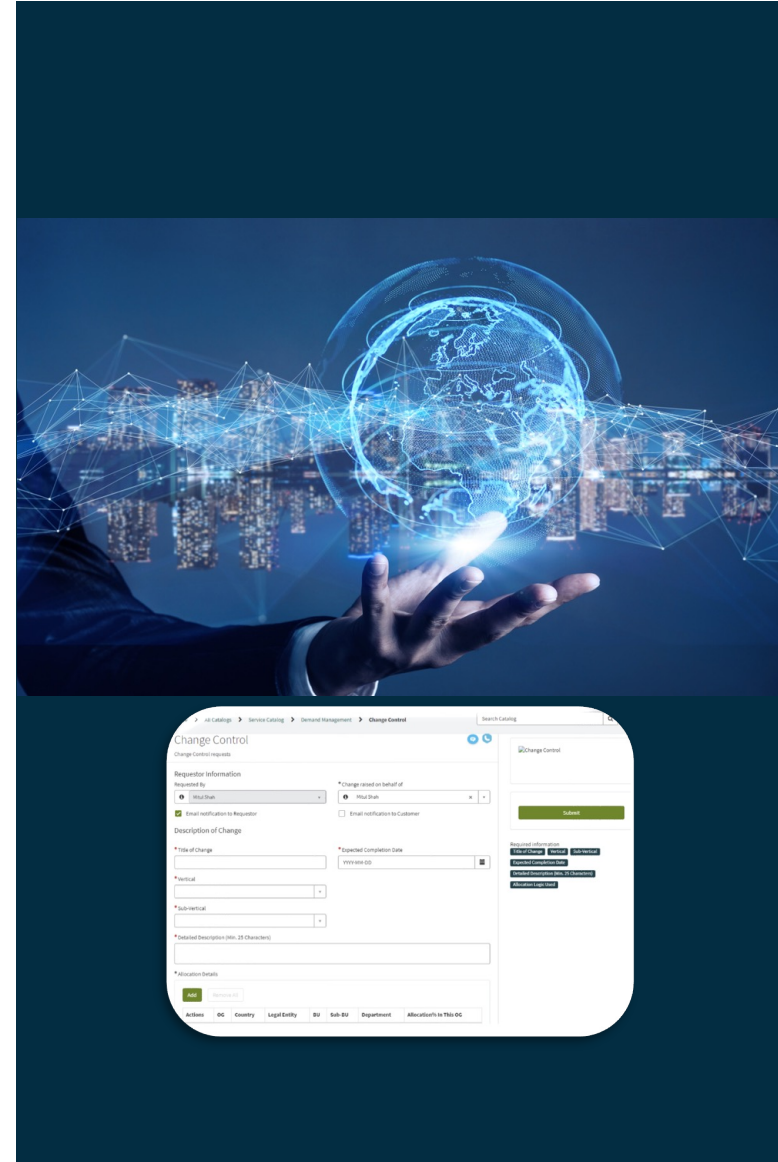 All Catalogs > Service Catalog > Demand Management > Change Control
Search Catalog
Change Control
Change Control requests
Change Control
Requestor Information
Requested By
* Change raised on behalf of
Mitul Shah
Mitul Shah
Email notification to Requestor
Email notification to Customer
Submit
Description of Change
* Title of Change
* Expected Completion Date
YYYY-MM-DD
Required information
Title of Change Vertical Sub-Vertical
Expected Completion Date
Detailed Description (Min. 25 Characters)
Allocation Logic Used
* Vertical
* Sub-Vertical
* Detailed Description (Min. 25 Characters)
* Allocation Details
Add
Remove All
Actions OG Country Legal Entity BU Sub-BU Department Allocation% In This OG